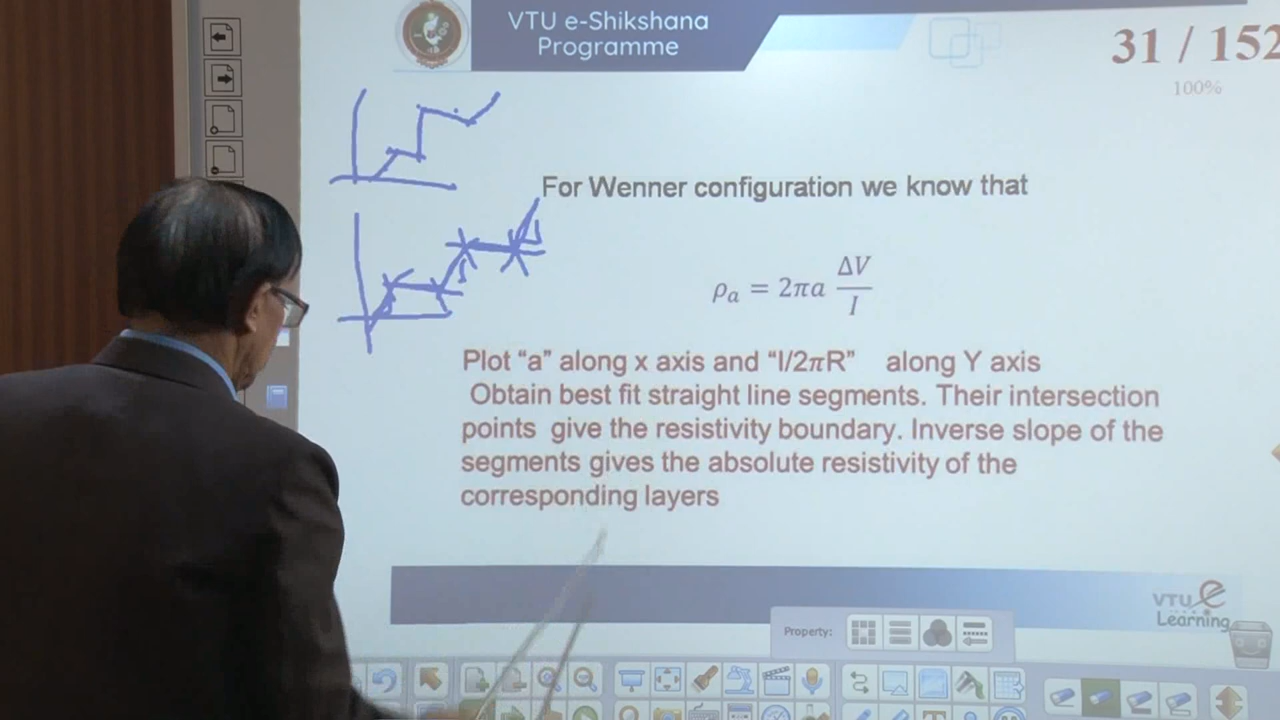 VTU e-Shikshana
Programme
31 / 152
100%
For Wenner configuration we know that
ρₐ = 2πa ΔV/I
Plot “a” along x axis and “I/2πR” along Y axis
Obtain best fit straight line segments. Their intersection
points give the resistivity boundary. Inverse slope of the
segments gives the absolute resistivity of the
corresponding layers
VTU e
Learning
Property: